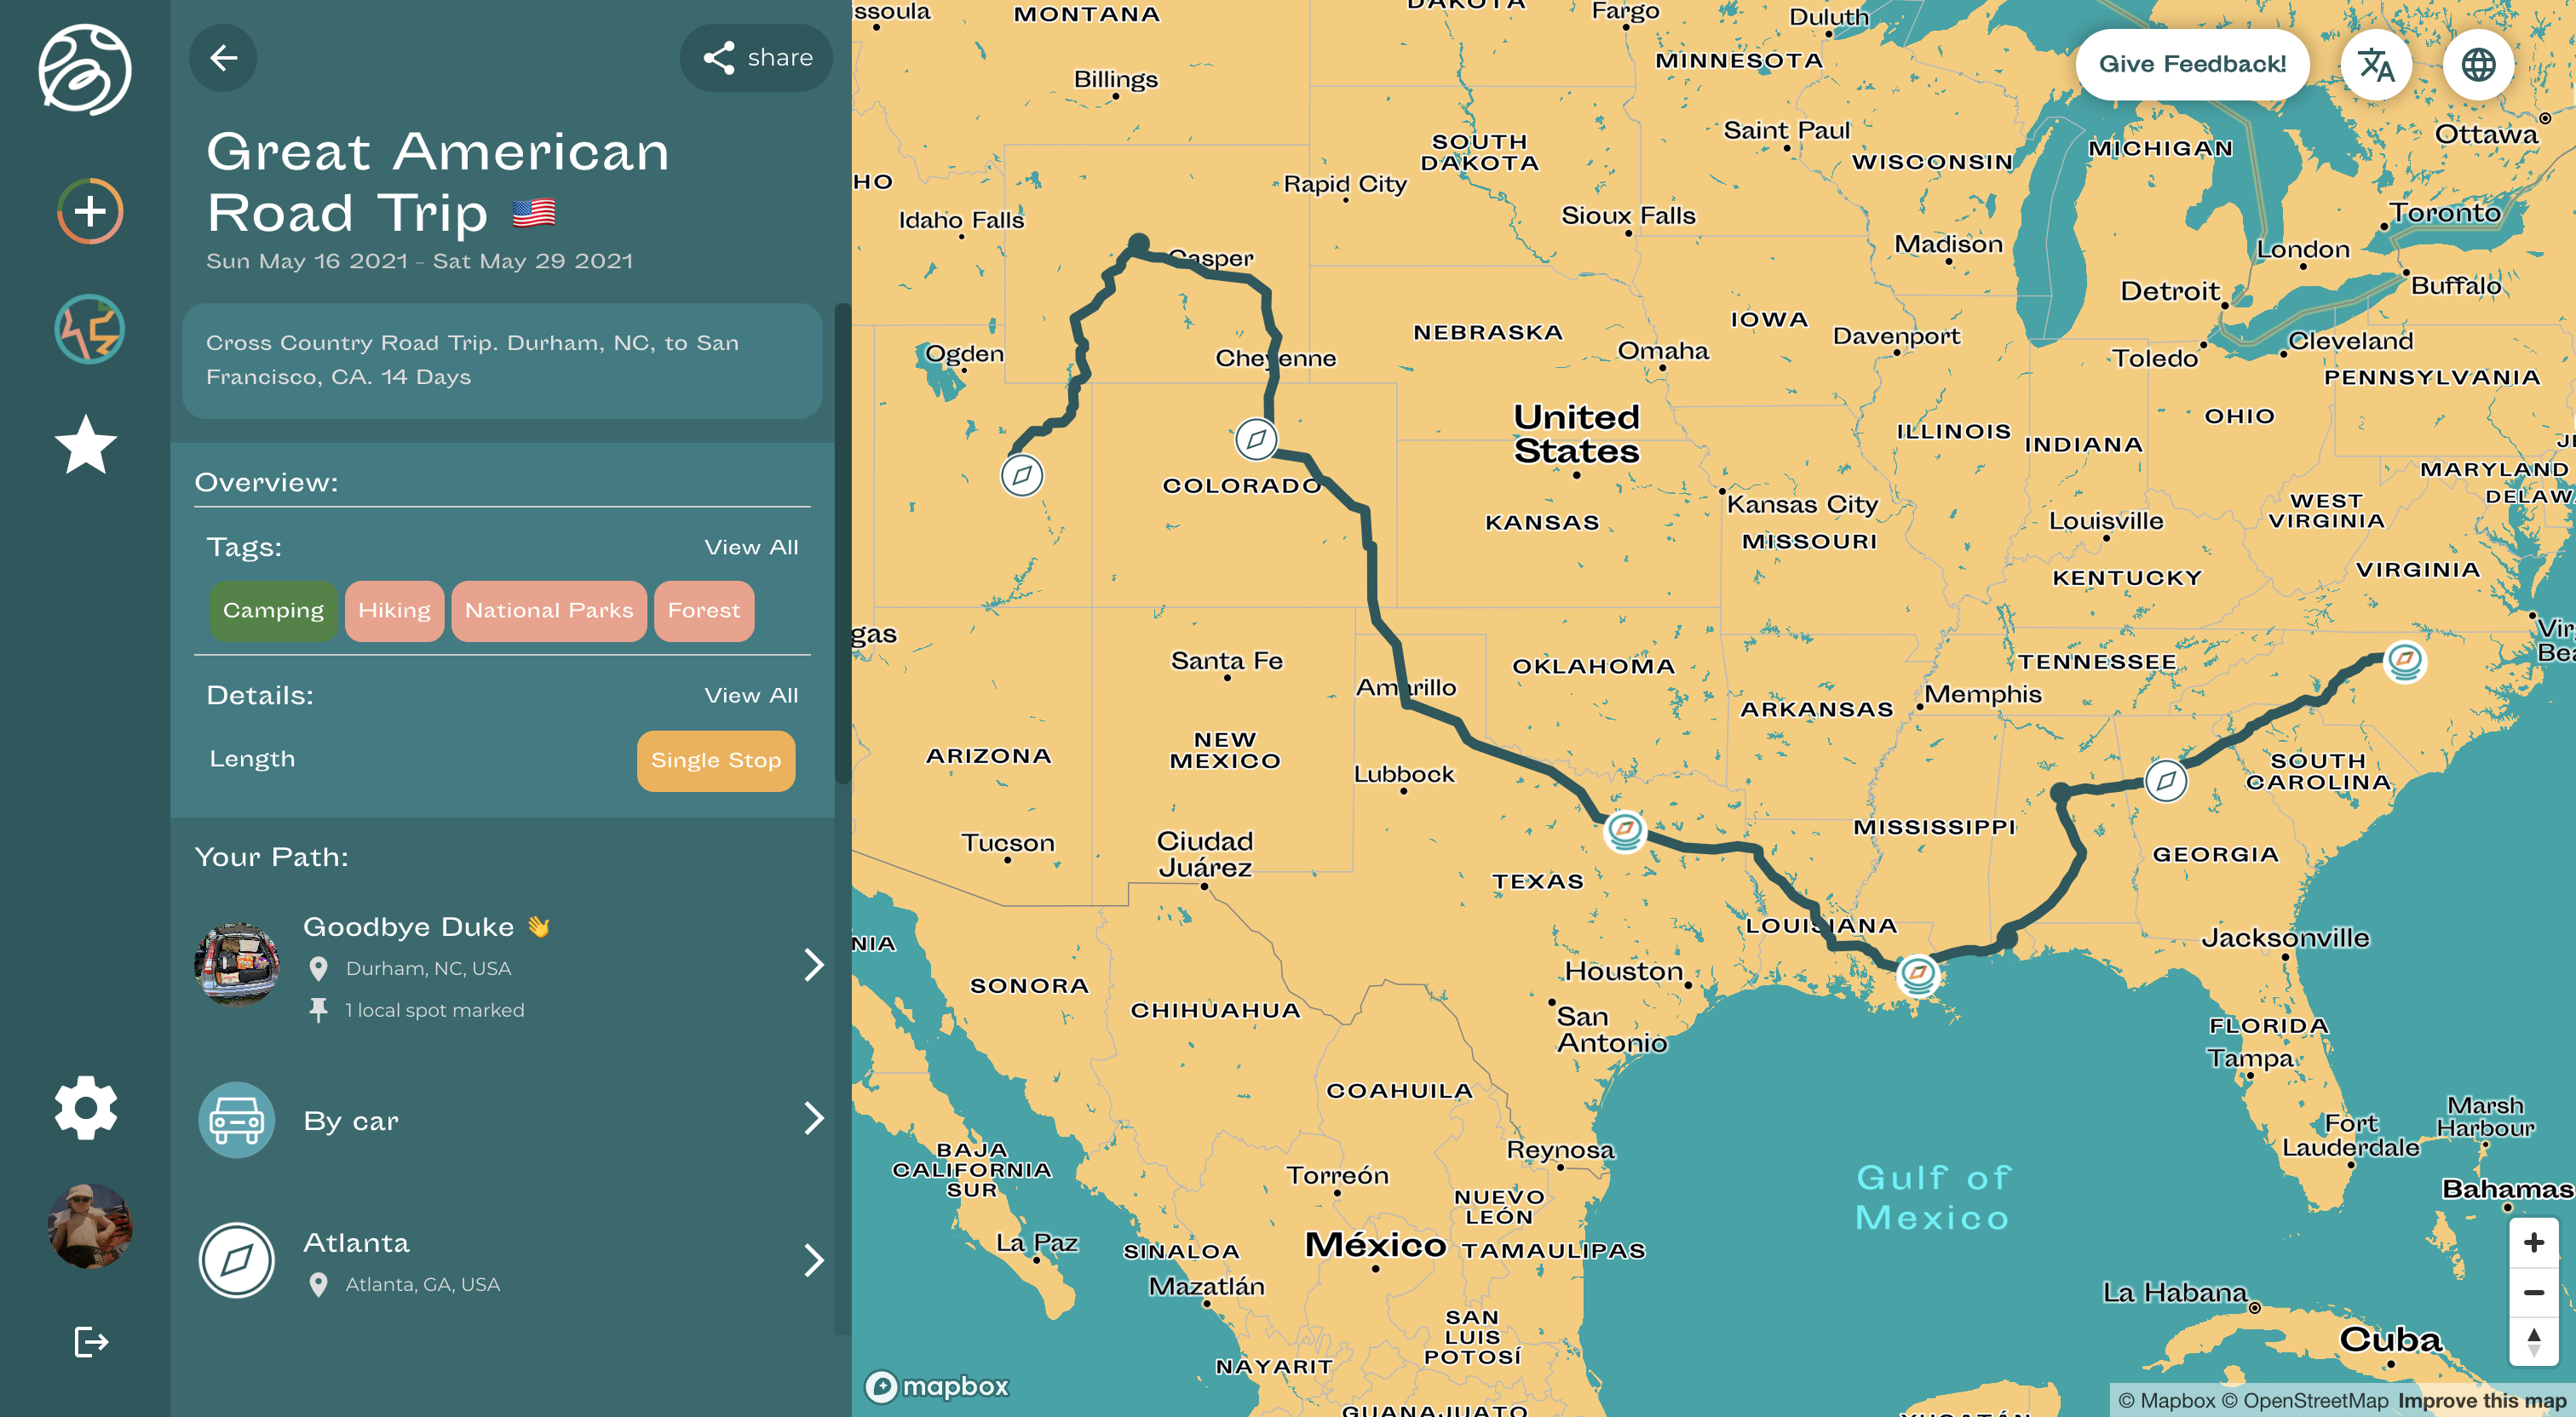 share
Great American
Road Trip 🇺🇸
Sun May 16 2021 - Sat May 29 2021
Cross Country Road Trip. Durham, NC, to San
Francisco, CA. 14 Days
Overview:
Tags:
View All
Camping
Hiking
National Parks
Forest
Details:
View All
Length
Single Stop
Your Path:
Goodbye Duke 👋
Durham, NC, USA
1 local spot marked
By car
Atlanta
Atlanta, GA, USA
Give Feedback!
ssoula
MONTANA
DAKOTA
Fargo
Duluth
Billings
MINNESOTA
Ottawa
SOUTH
DAKOTA
Saint Paul
WISCONSIN
MICHIGAN
HO
Rapid City
Idaho Falls
Sioux Falls
Toronto
Madison
London
Casper
Detroit
Buffalo
NEBRASKA
IOWA
Davenport
Cleveland
Ogden
Cheyenne
Omaha
Toledo
PENNSYLVANIA
United
States
OHIO
ILLINOIS
INDIANA
MARYLAND
COLORADO
DELAW
Kansas City
WEST
VIRGINIA
KANSAS
Louisville
MISSOURI
VIRGINIA
KENTUCKY
gas
Vir
Bea
Santa Fe
OKLAHOMA
TENNESSEE
Amarillo
Memphis
ARKANSAS
ARIZONA
NEW
MEXICO
SOUTH
CAROLINA
Lubbock
MISSISSIPPI
Tucson
Ciudad
Juárez
GEORGIA
TEXAS
LOUISIANA
Jacksonville
NIA
Houston
SONORA
CHIHUAHUA
San
Antonio
FLORIDA
Tampa
COAHUILA
Marsh
Harbour
Fort
Lauderdale
BAJA
CALIFORNIA
SUR
Reynosa
Torreón
Gulf of
Mexico
Bahamas
NUEVO
LEÓN
La Paz
SINALOA
México
TAMAULIPAS
Mazatlán
La Habana
SAN
LUIS
POTOSÍ
Cuba
NAYARIT
mapbox
GUANAJUATO
YUCATÁN
© Mapbox © OpenStreetMap Improve this map